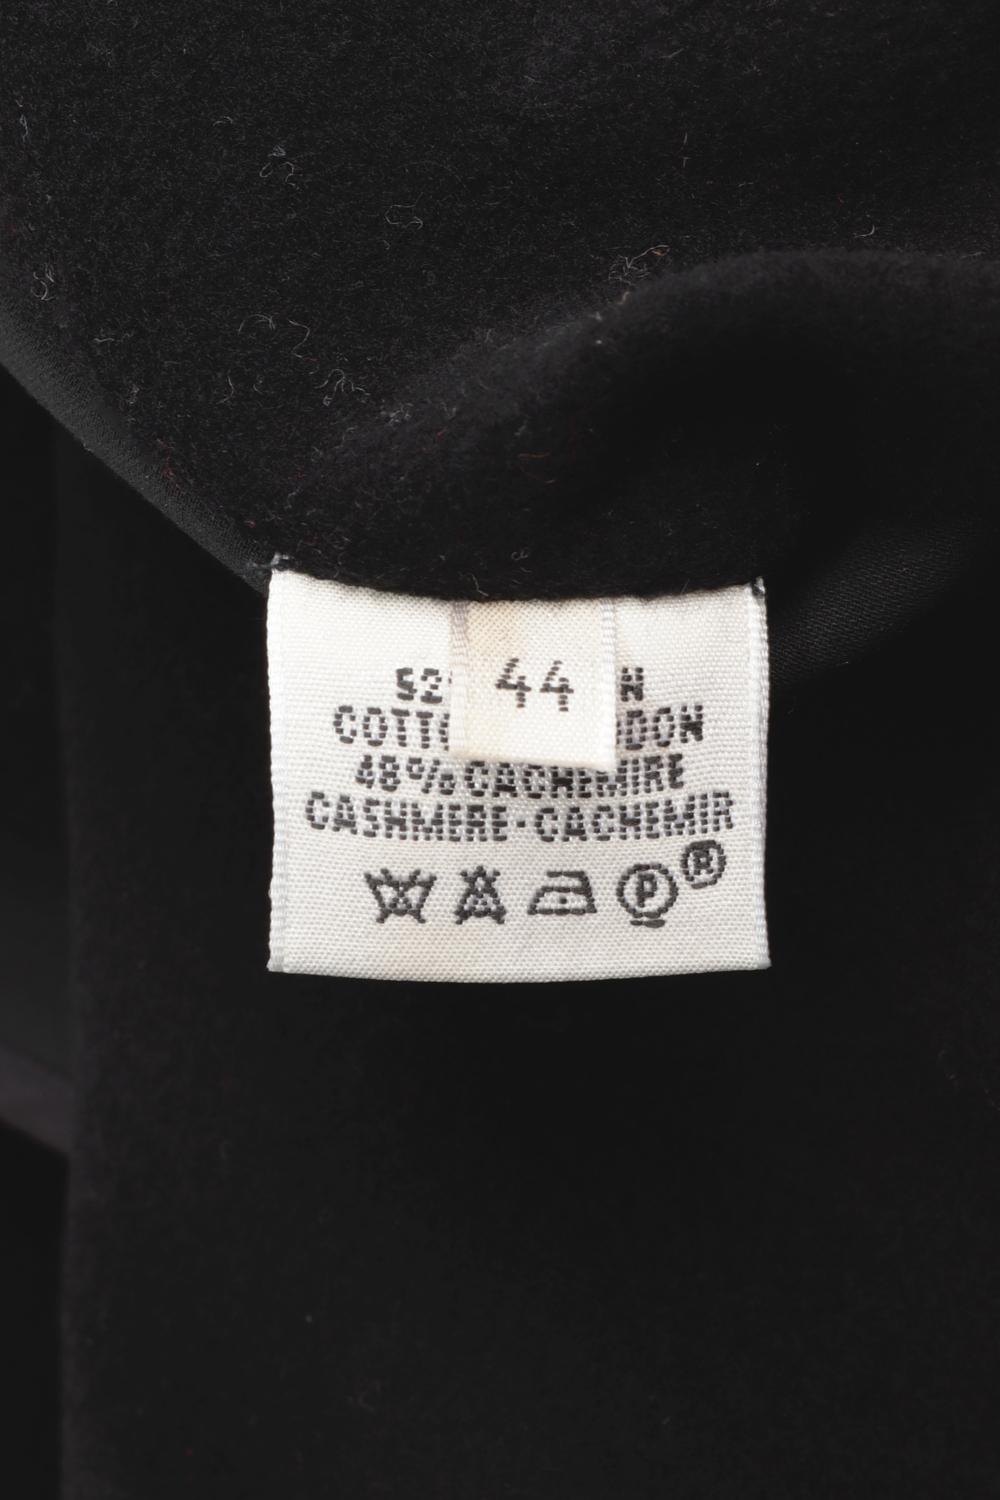 44
48% CACHEMIRE
CASHMERE·CACHEMIR
P ®